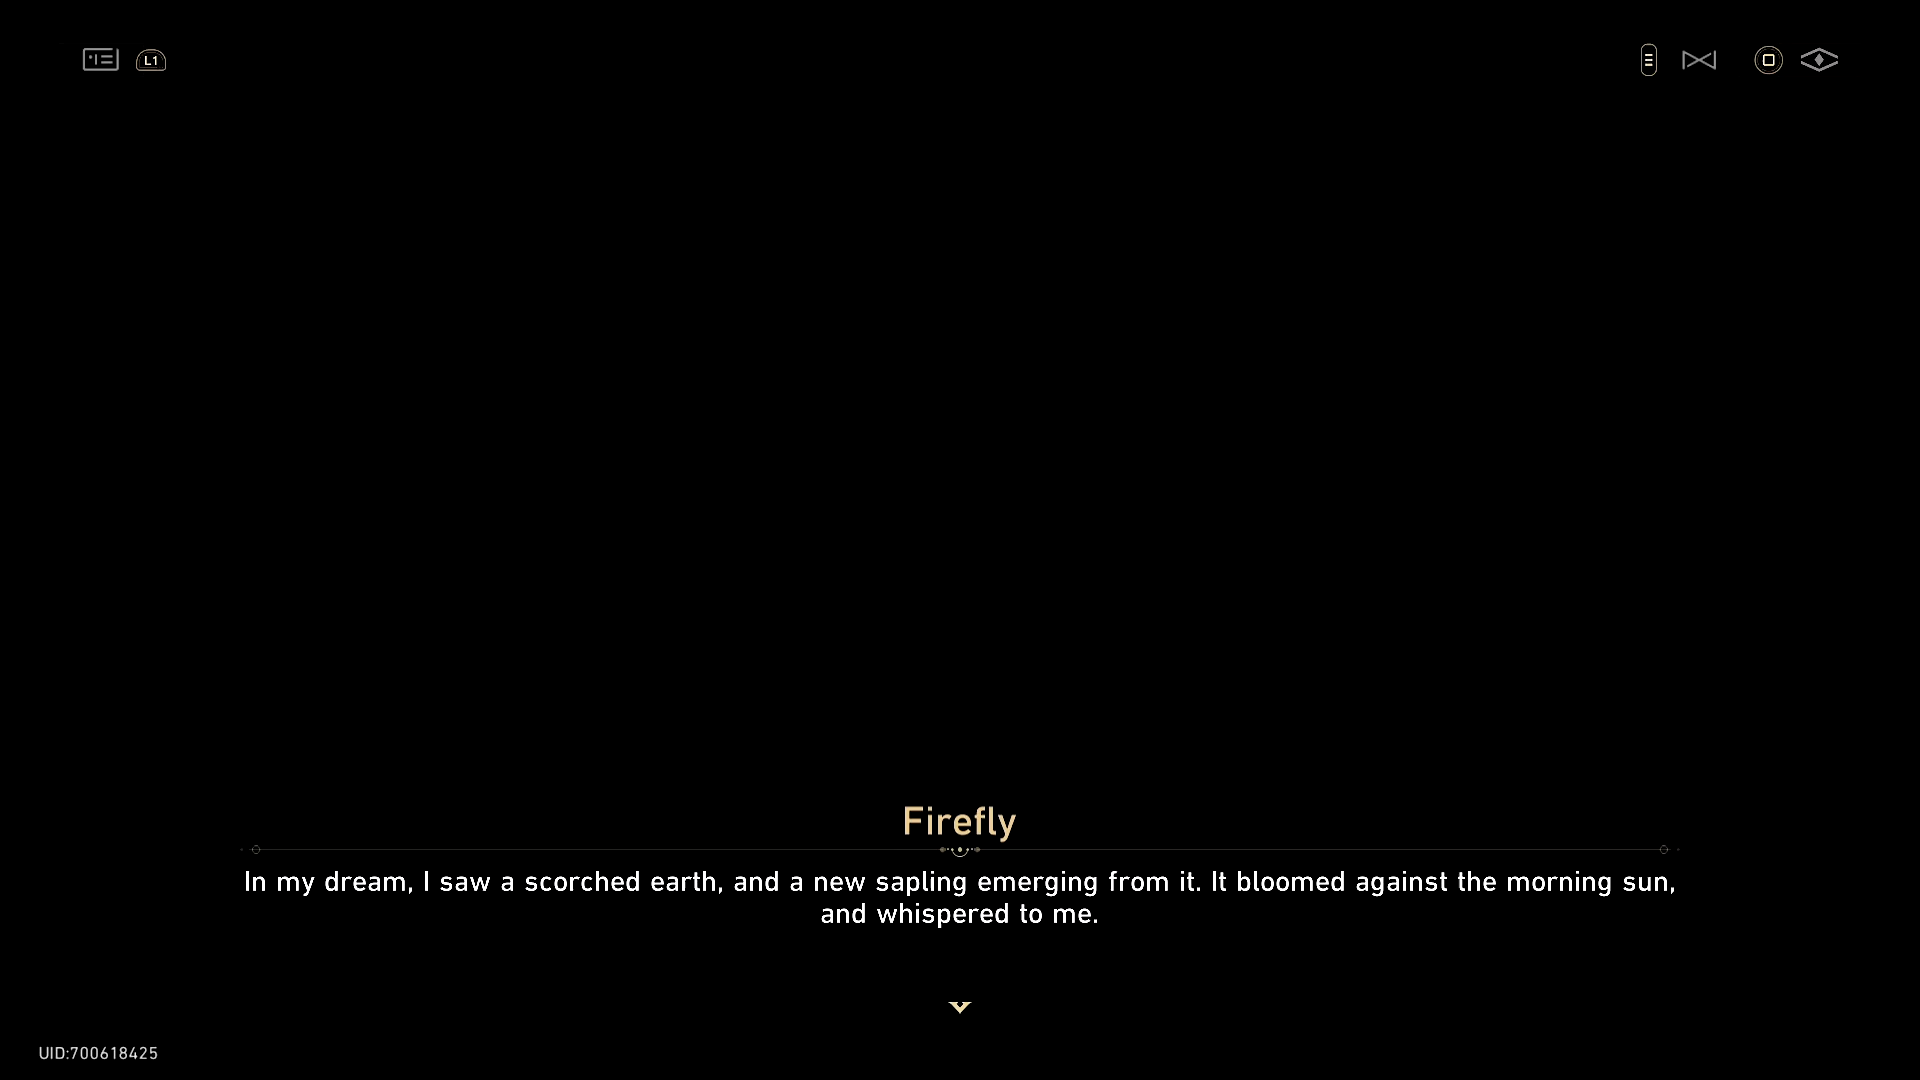 L1
Firefly
In my dream, I saw a scorched earth, and a new sapling emerging from it. It bloomed against the morning sun,
and whispered to me.
UID:700618425